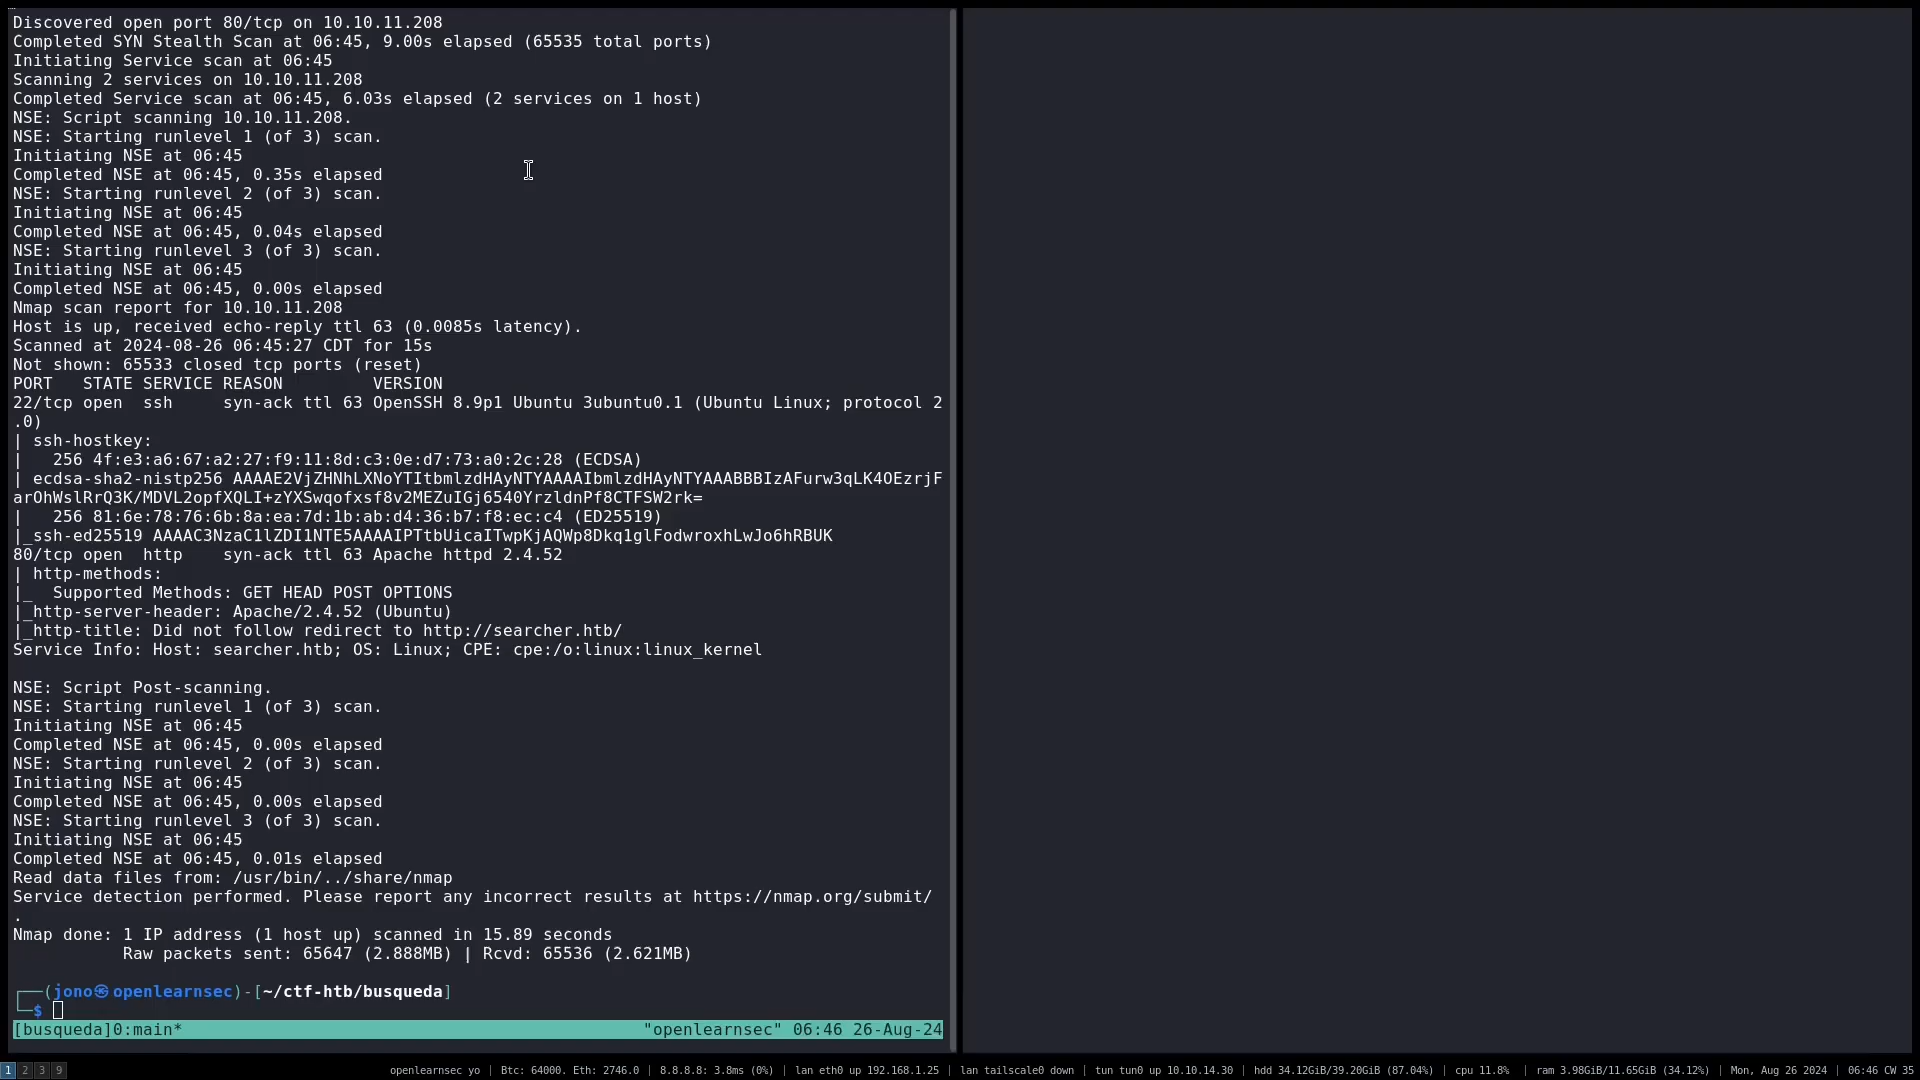 Discovered open port 80/tcp on 10.10.11.208
Completed SYN Stealth Scan at 06:45, 9.00s elapsed (65535 total ports)
Initiating Service scan at 06:45
Scanning 2 services on 10.10.11.208
Completed Service scan at 06:45, 6.03s elapsed (2 services on 1 host)
NSE: Script scanning 10.10.11.208.
NSE: Starting runlevel 1 (of 3) scan.
Initiating NSE at 06:45
Completed NSE at 06:45, 0.35s elapsed
NSE: Starting runlevel 2 (of 3) scan.
Initiating NSE at 06:45
Completed NSE at 06:45, 0.04s elapsed
NSE: Starting runlevel 3 (of 3) scan.
Initiating NSE at 06:45
Completed NSE at 06:45, 0.00s elapsed
Nmap scan report for 10.10.11.208
Host is up, received echo-reply ttl 63 (0.0085s latency).
Scanned at 2024-08-26 06:45:27 CDT for 15s
Not shown: 65533 closed tcp ports (reset)
PORT   STATE SERVICE REASON         VERSION
22/tcp open  ssh     syn-ack ttl 63 OpenSSH 8.9p1 Ubuntu 3ubuntu0.1 (Ubuntu Linux; protocol 2
.0)
| ssh-hostkey:
|   256 4f:e3:a6:67:a2:27:f9:11:8d:c3:0e:d7:73:a0:2c:28 (ECDSA)
| ecdsa-sha2-nistp256 AAAAE2VjZHNhLXNoYTItbmlzdHAyNTYAAAAIbmlzdHAyNTYAAABBBIzAFurw3qLK4OEzrjF
arOhWslRrQ3K/MDVL2opfXQLI+zYXSwqofxsf8v2MEZuIGj6540YrzldnPf8CTFSW2rk=
|   256 81:6e:78:76:6b:8a:ea:7d:1b:ab:d4:36:b7:f8:ec:c4 (ED25519)
|_ssh-ed25519 AAAAC3NzaC1lZDI1NTE5AAAAIPTtbUicaITwpKjAQWp8Dkq1glFodwroxhLwJo6hRBUK
80/tcp open  http    syn-ack ttl 63 Apache httpd 2.4.52
| http-methods:
|_  Supported Methods: GET HEAD POST OPTIONS
|_http-server-header: Apache/2.4.52 (Ubuntu)
|_http-title: Did not follow redirect to http://searcher.htb/
Service Info: Host: searcher.htb; OS: Linux; CPE: cpe:/o:linux:linux_kernel
NSE: Script Post-scanning.
NSE: Starting runlevel 1 (of 3) scan.
Initiating NSE at 06:45
Completed NSE at 06:45, 0.00s elapsed
NSE: Starting runlevel 2 (of 3) scan.
Initiating NSE at 06:45
Completed NSE at 06:45, 0.00s elapsed
NSE: Starting runlevel 3 (of 3) scan.
Initiating NSE at 06:45
Completed NSE at 06:45, 0.01s elapsed
Read data files from: /usr/bin/../share/nmap
Service detection performed. Please report any incorrect results at https://nmap.org/submit/
.
Nmap done: 1 IP address (1 host up) scanned in 15.89 seconds
Raw packets sent: 65647 (2.888MB) | Rcvd: 65536 (2.621MB)
┌──(jono㉿openlearnsec)-[~/ctf-htb/busqueda]
└─$
[busqueda]0:main* "openlearnsec" 06:46 26-Aug-24
1 2 3 9 openlearnsec yo | Btc: 64000. Eth: 2746.0 | 8.8.8.8: 3.8ms (0%) | lan eth0 up 192.168.1.25 | lan tailscale0 down | tun tun0 up 10.10.14.30 | hdd 34.12GiB/39.20GiB (87.04%) | cpu 11.8% | ram 3.98GiB/11.65GiB (34.12%) | Mon, Aug 26 2024 | 06:46 CW 35